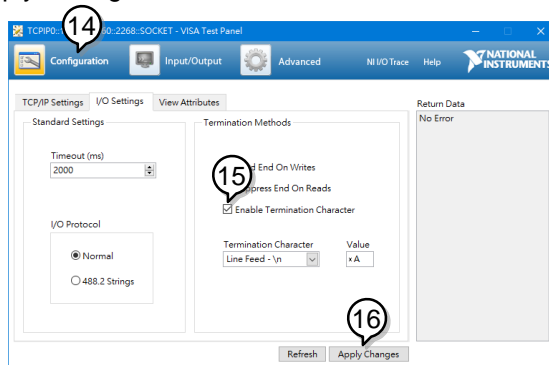 TCPIP0::1 60::2268::SOCKET - VISA Test Panel
14
Configuration Input/Output Advanced NI I/O Trace Help NATIONAL INSTRUMENTS
TCP/IP Settings I/O Settings View Attributes Return Data
Standard Settings Termination Methods No Error
Timeout (ms)
2000 End On Writes
15
End On Reads
Enable Termination Character
I/O Protocol
Termination Character Value
Normal Line Feed - \n xA
488.2 Strings
16
Refresh Apply Changes